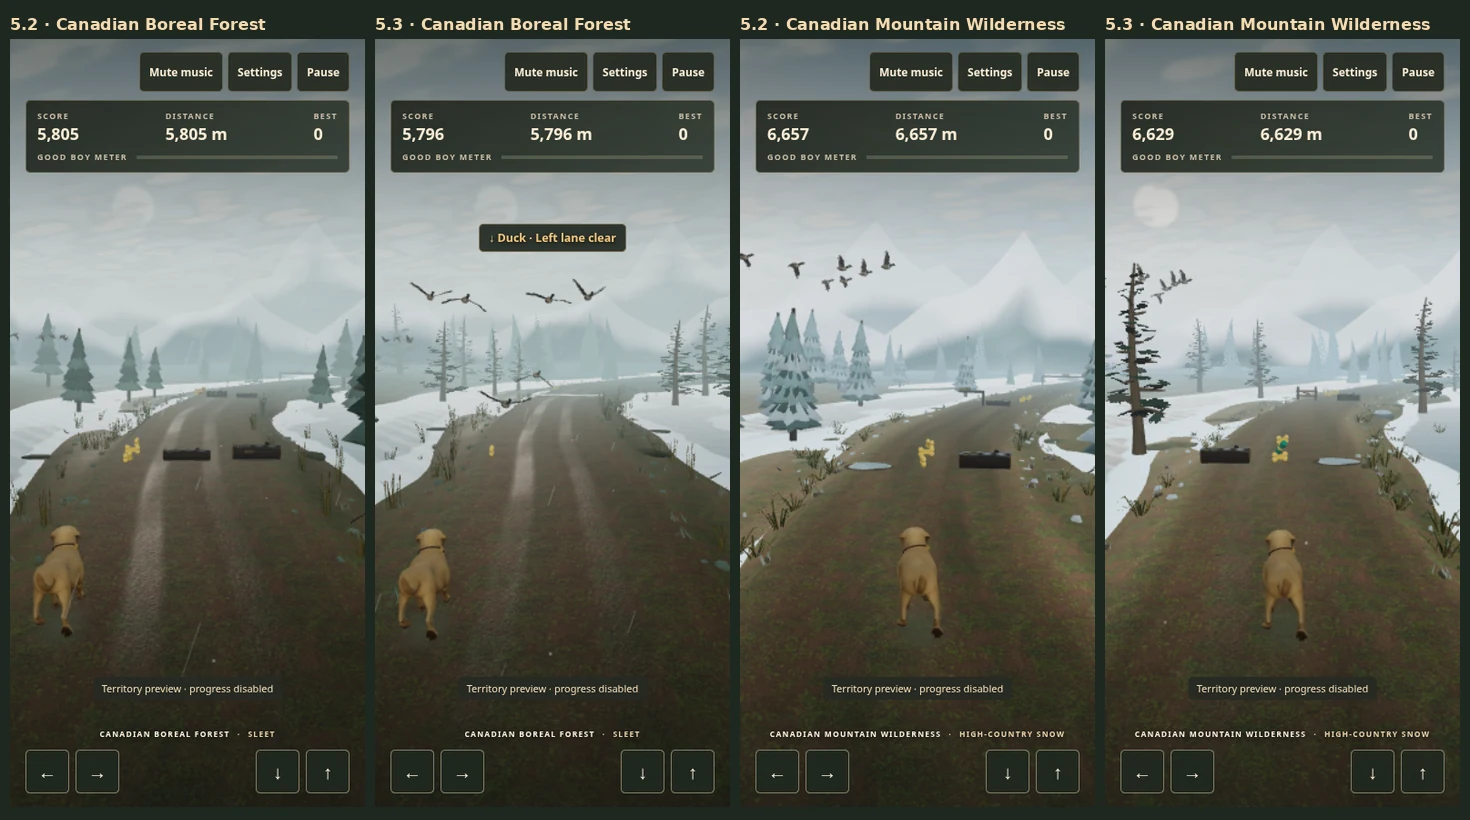 5.2 · Canadian Boreal Forest
Mute music
Settings
Pause
SCORE
DISTANCE
BEST
5,805
5,805 m
0
GOOD BOY METER
Territory preview · progress disabled
CANADIAN BOREAL FOREST · SLEET
←
→
↓
↑
5.3 · Canadian Boreal Forest
Mute music
Settings
Pause
SCORE
DISTANCE
BEST
5,796
5,796 m
0
GOOD BOY METER
↓ Duck · Left lane clear
Territory preview · progress disabled
CANADIAN BOREAL FOREST · SLEET
←
→
↓
↑
5.2 · Canadian Mountain Wilderness
Mute music
Settings
Pause
SCORE
DISTANCE
BEST
6,657
6,657 m
0
GOOD BOY METER
Territory preview · progress disabled
CANADIAN MOUNTAIN WILDERNESS · HIGH-COUNTRY SNOW
←
→
↓
↑
5.3 · Canadian Mountain Wilderness
Mute music
Settings
Pause
SCORE
DISTANCE
BEST
6,629
6,629 m
0
GOOD BOY METER
Territory preview · progress disabled
CANADIAN MOUNTAIN WILDERNESS · HIGH-COUNTRY SNOW
←
→
↓
↑